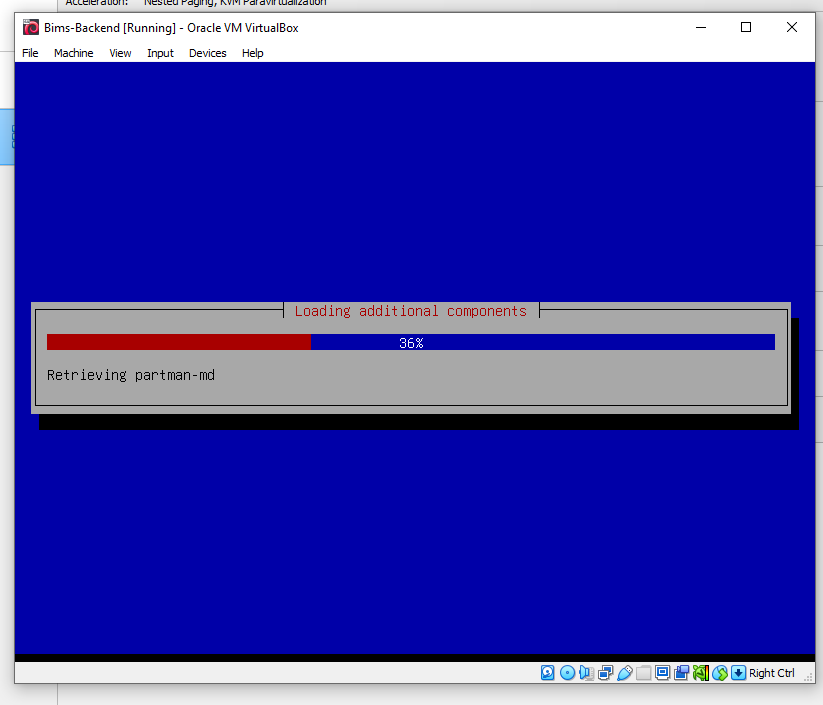 Acceleration: Nested Paging, KVM Paravirtualization
Bims-Backend [Running] - Oracle VM VirtualBox
File Machine View Input Devices Help
Loading additional components
36%
Retrieving partman-md
Right Ctrl